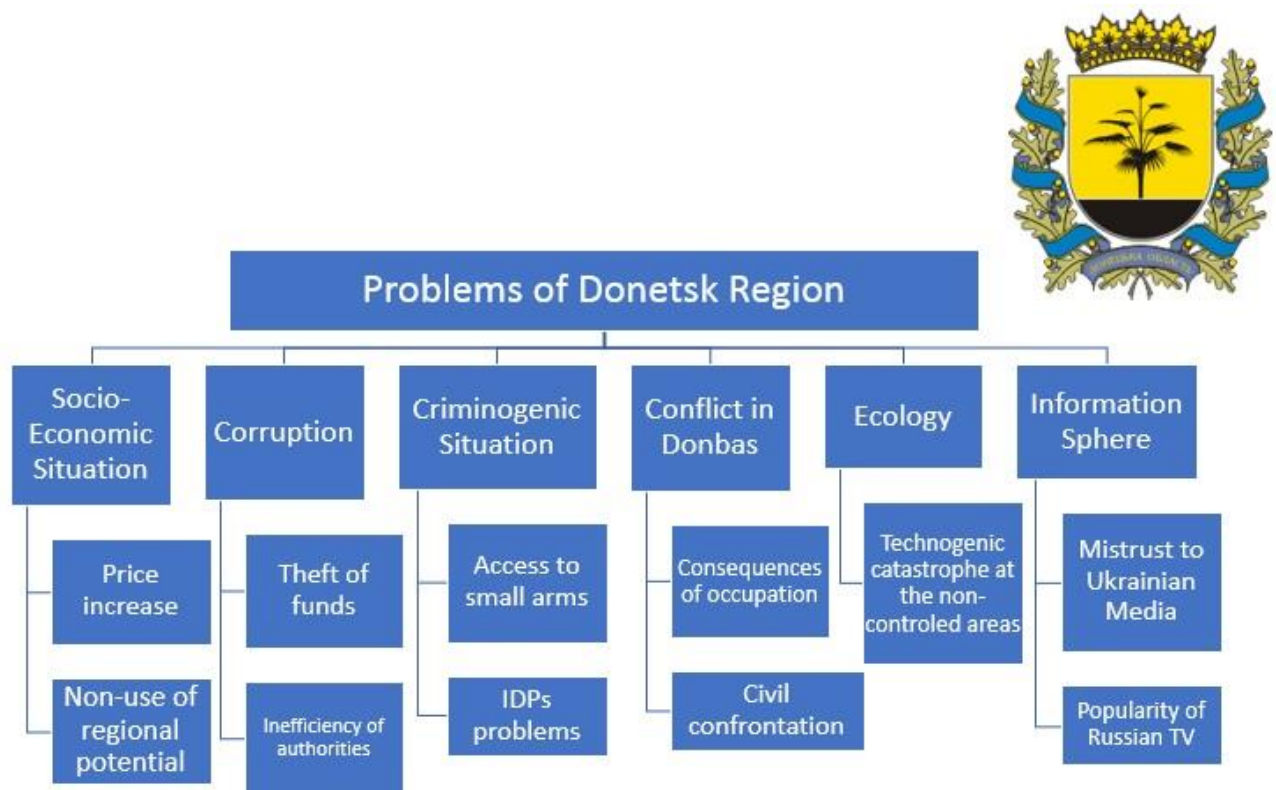 Problems of Donetsk Region
Socio-
Economic
Situation
Price
increase
Non-use of
regional
potential
Corruption
Theft of
funds
Inefficiency of
authorities
Criminogenic
Situation
Access to
small arms
IDPs
problems
Conflict in
Donbas
Consequences
of occupation
Civil
confrontation
Ecology
Technogenic
catastrophe at
the non-
controled areas
Information
Sphere
Mistrust to
Ukrainian
Media
Popularity of
Russian TV